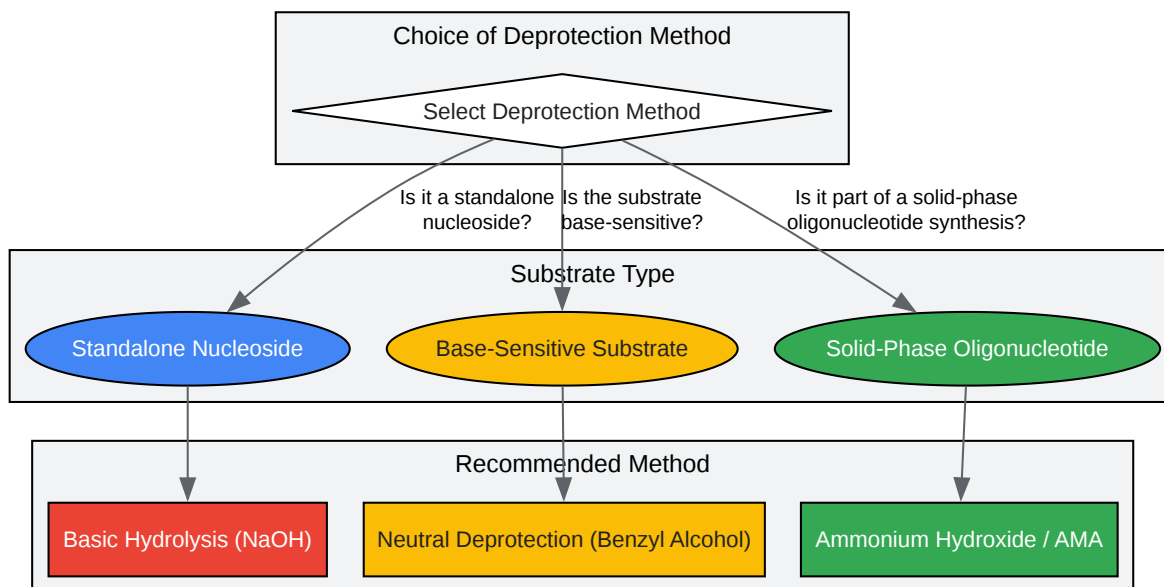 Choice of Deprotection Method
Select Deprotection Method
Is it a standalone
nucleoside?
Is the substrate
base-sensitive?
Is it part of a solid-phase
oligonucleotide synthesis?
Substrate Type
Standalone Nucleoside
Base-Sensitive Substrate
Solid-Phase Oligonucleotide
Recommended Method
Basic Hydrolysis (NaOH)
Neutral Deprotection (Benzyl Alcohol)
Ammonium Hydroxide / AMA